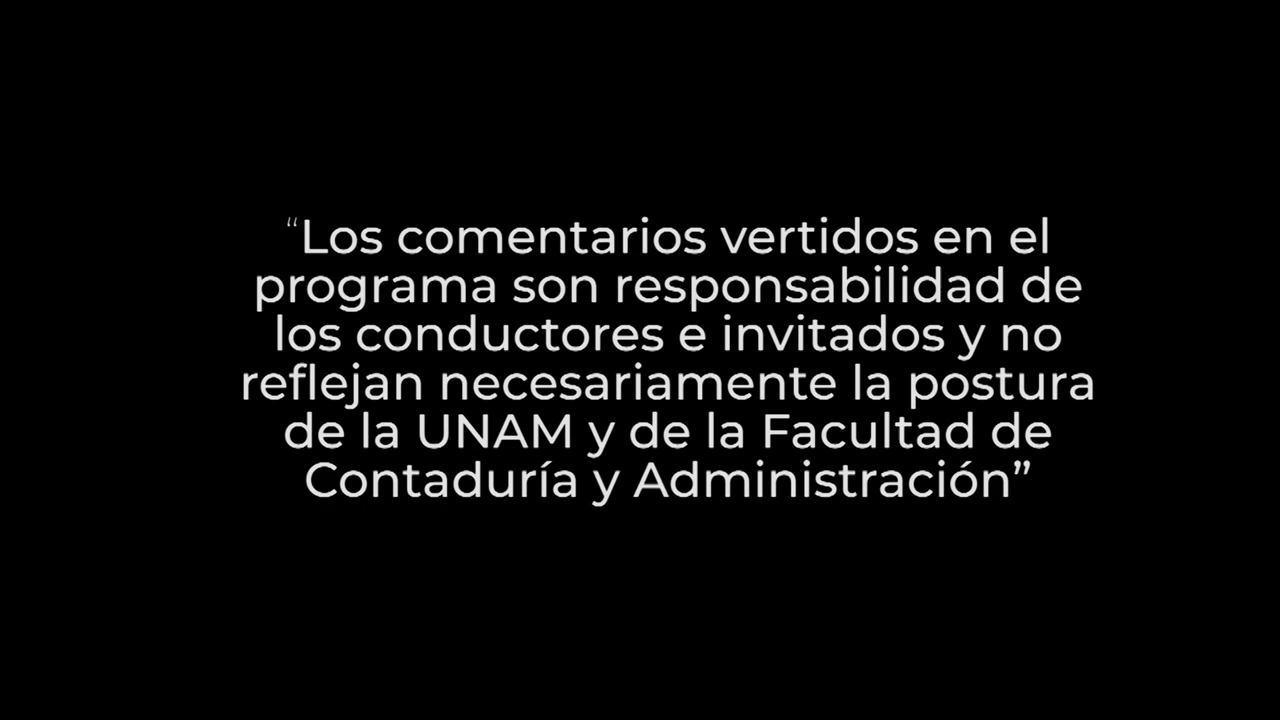 “Los comentarios vertidos en el
programa son responsabilidad de
los conductores e invitados y no
reflejan necesariamente la postura
de la UNAM y de la Facultad de
Contaduría y Administración”